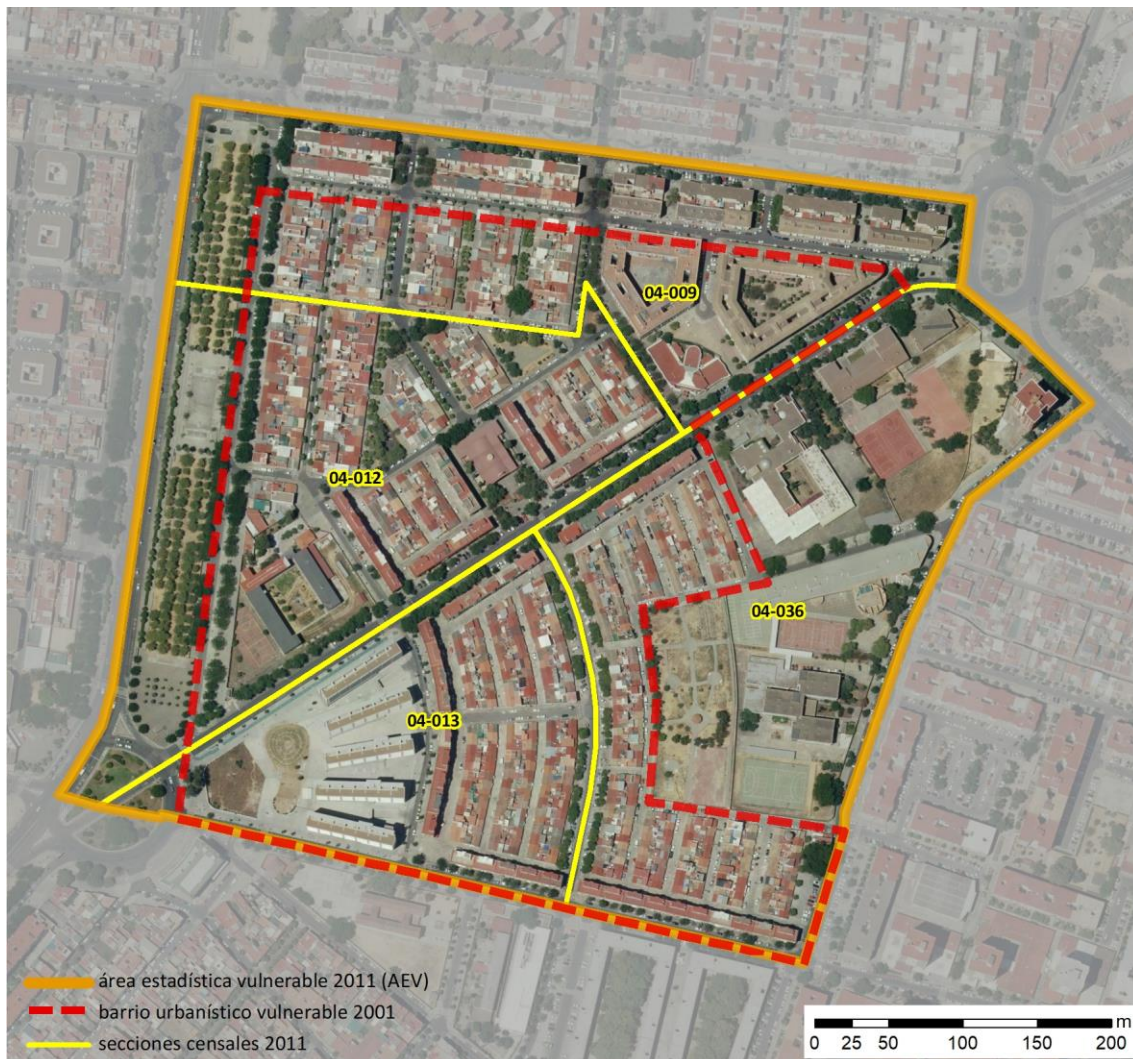 04-009
04-012
04-036
04-013
área estadística vulnerable 2011 (AEV)
barrio urbanístico vulnerable 2001
secciones censales 2011
m
0 25 50 100 150 200